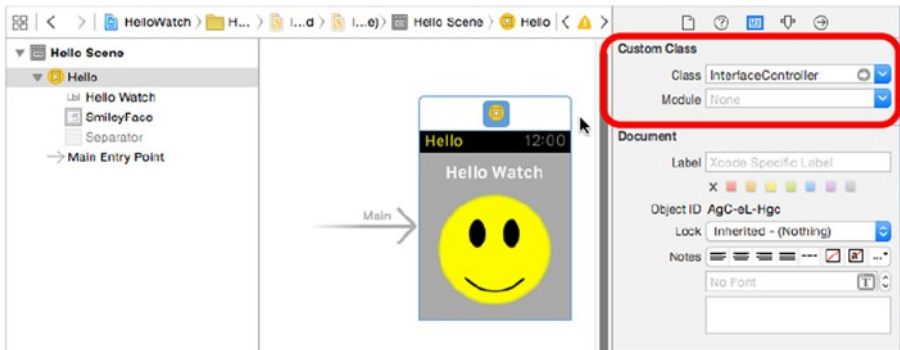 HelloWatch H... I...d I...e) Hello Scene Hello
Hello Scene
Hello
Lbl Hello Watch
SmileyFace
Separator
Main Entry Point
Main
Hello 12:00
Hello Watch
Custom Class
Class InterfaceController
Module None
Document
Label Xcode Specific Label
X
Object ID AgC-eL-Hgc
Lock Inherited - (Nothing)
Notes
No Font T